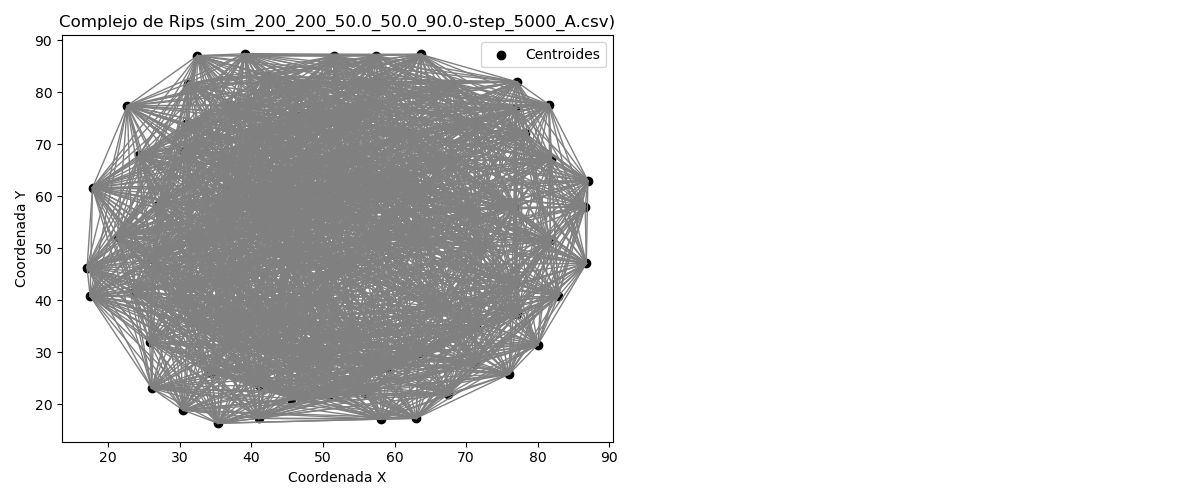 Complejo de Rips (sim_200_200_50.0_50.0_90.0-step_5000_A.csv)
Centroides
Coordenada Y
90
80
70
60
50
40
30
20
20 30 40 50 60 70 80 90
Coordenada X